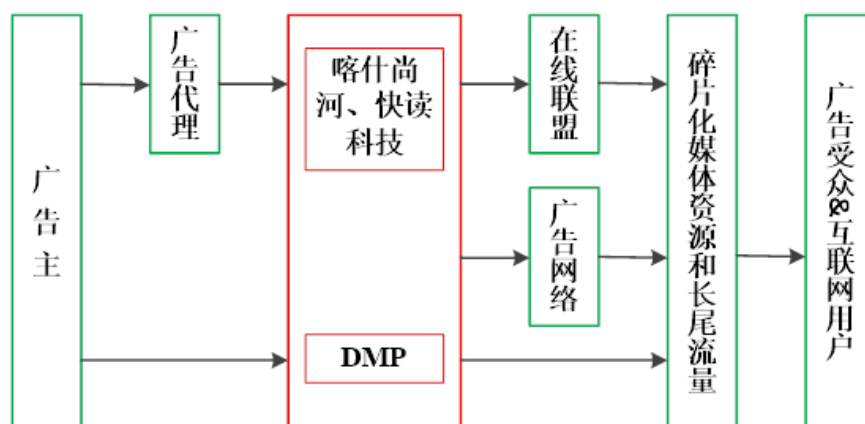 广告主
广告代理
喀什尚
河、快读
科技
DMP
在线联盟
广告网络
碎片化媒体资源和长尾流量
广告受众&互联网用户